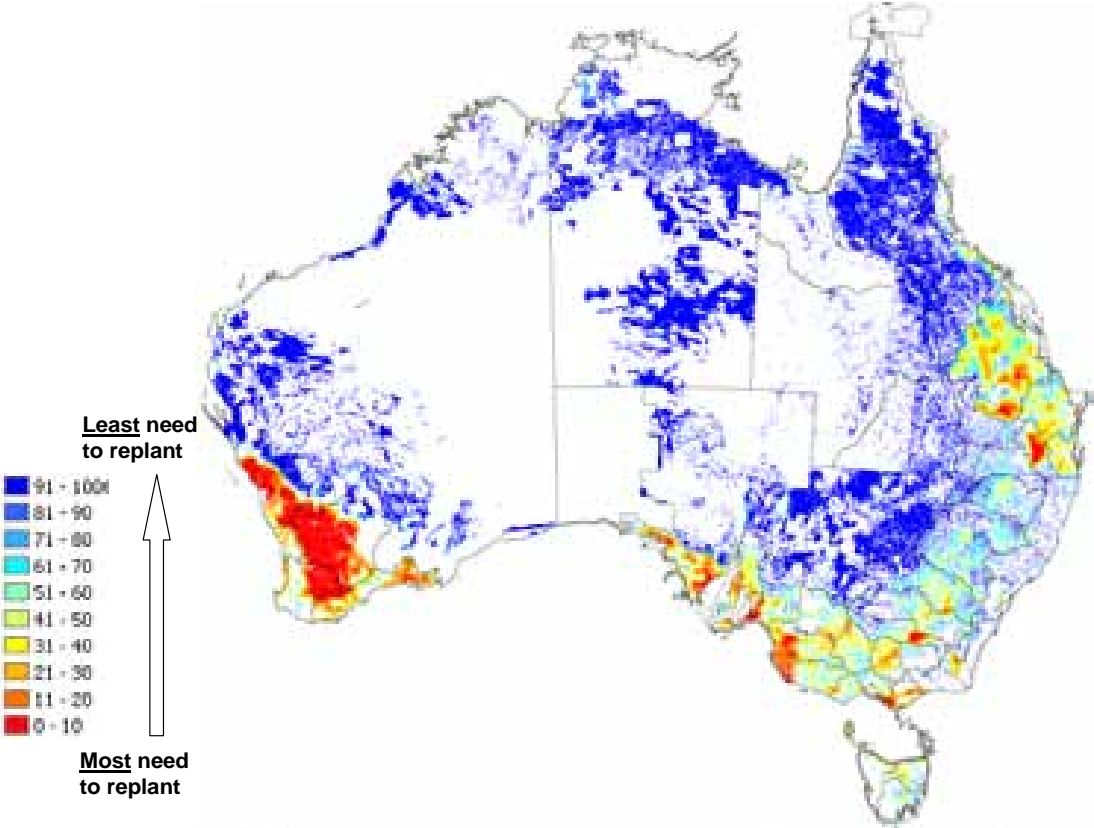 Least need
to replant
91 - 100
81 - 90
71 - 80
61 - 70
51 - 60
41 - 50
31 - 40
21 - 30
11 - 20
0 - 10
Most need
to replant